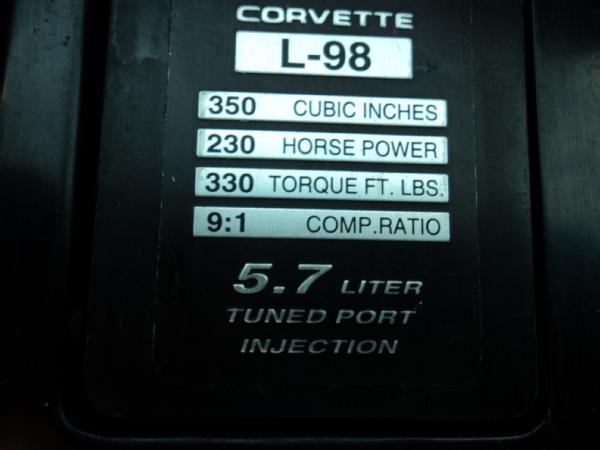 CORVETTE
L-98
350 CUBIC INCHES
230 HORSE POWER
330 TORQUE FT. LBS.
9:1 COMP.RATIO
5.7 LITER
TUNED PORT
INJECTION